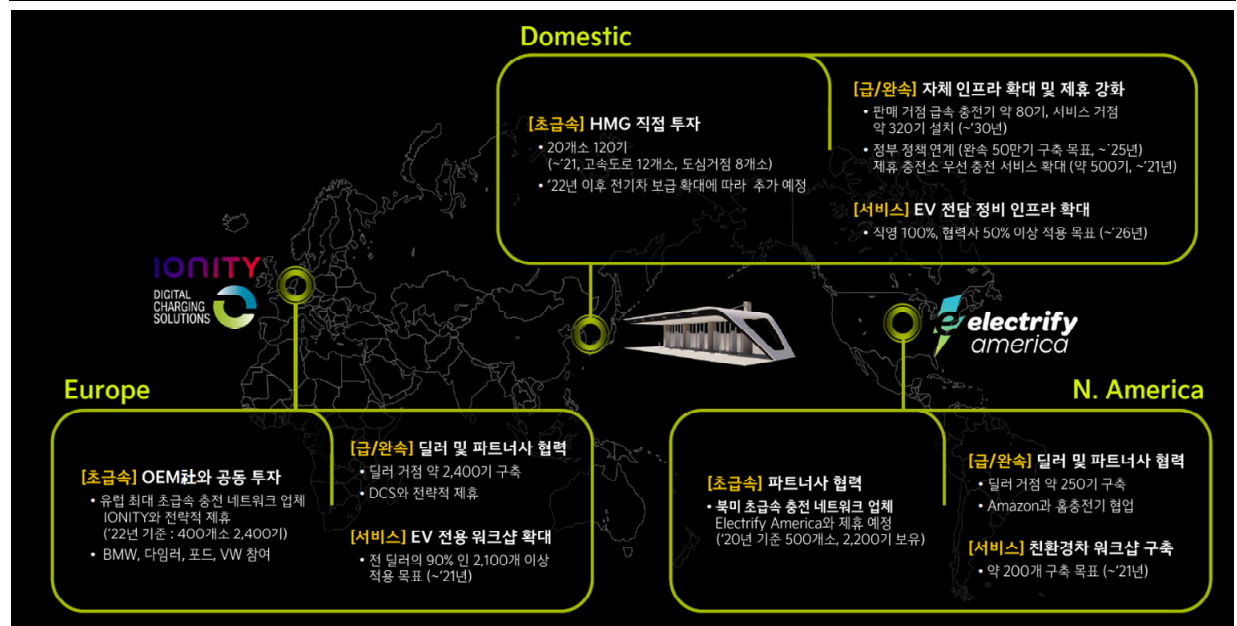 Domestic
[초급속] HMG 직접 투자
• 20개소 120기
(~'21, 고속도로 12개소, 도심거점 8개소)
• '22년 이후 전기차 보급 확대에 따라 추가 예정
[급/완속] 자체 인프라 확대 및 제휴 강화
• 판매 거점 급속 충전기 약 80기, 서비스 거점
약 320기 설치 (~'30년)
• 정부 정책 연계 (완속 50만기 구축 목표, ~`25년)
제휴 충전소 우선 충전 서비스 확대 (약 500기, ~'21년)
[서비스] EV 전담 정비 인프라 확대
• 직영 100%, 협력사 50% 이상 적용 목표 (~'26년)
IONITY
DIGITAL
CHARGING
SOLUTIONS
electrify
america
Europe
[초급속] OEM社와 공동 투자
• 유럽 최대 초급속 충전 네트워크 업체
IONITY와 전략적 제휴
('22년 기준 : 400개소 2,400기)
• BMW, 다임러, 포드, VW 참여
[급/완속] 딜러 및 파트너사 협력
• 딜러 거점 약 2,400기 구축
• DCS와 전략적 제휴
[서비스] EV 전용 워크샵 확대
• 전 딜러의 90% 인 2,100개 이상
적용 목표 (~'21년)
N. America
[초급속] 파트너사 협력
• 북미 초급속 충전 네트워크 업체
Electrify America와 제휴 예정
('20년 기준 500개소, 2,200기 보유)
[급/완속] 딜러 및 파트너사 협력
• 딜러 거점 약 250기 구축
• Amazon과 홈충전기 협업
[서비스] 친환경차 워크샵 구축
• 약 200개 구축 목표 (~'21년)